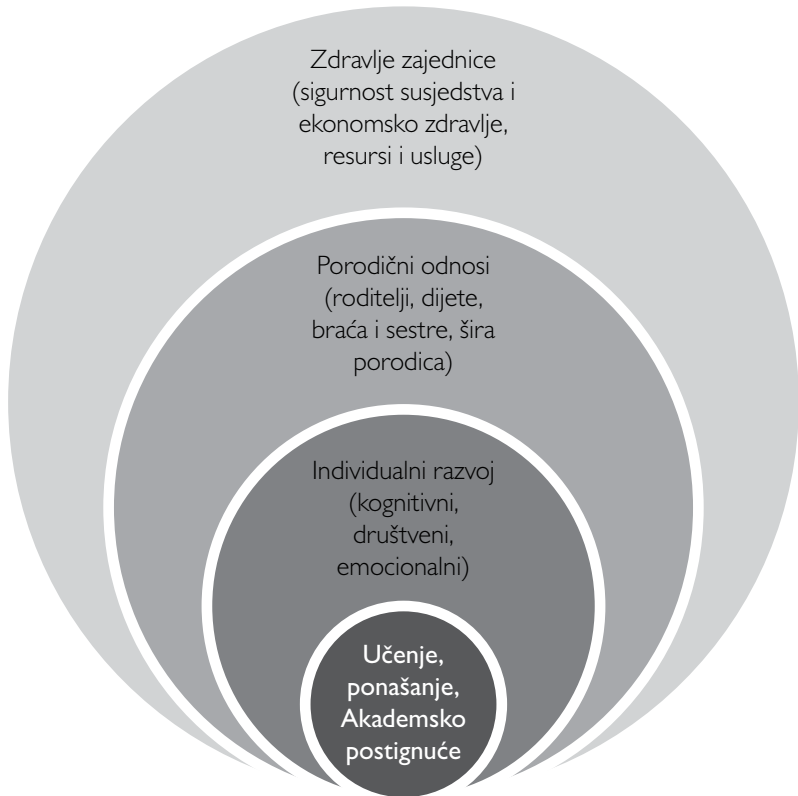 Zdravlje zajednice
(sigurnost susjedstva i
ekonomsko zdravlje,
resursi i usluge)
Porodični odnosi
(roditelji, dijete,
braća i sestre, šira
porodica)
Individualni razvoj
(kognitivni,
društveni,
emocionalni)
Učenje,
ponašanje,
Akademsko
postignuće